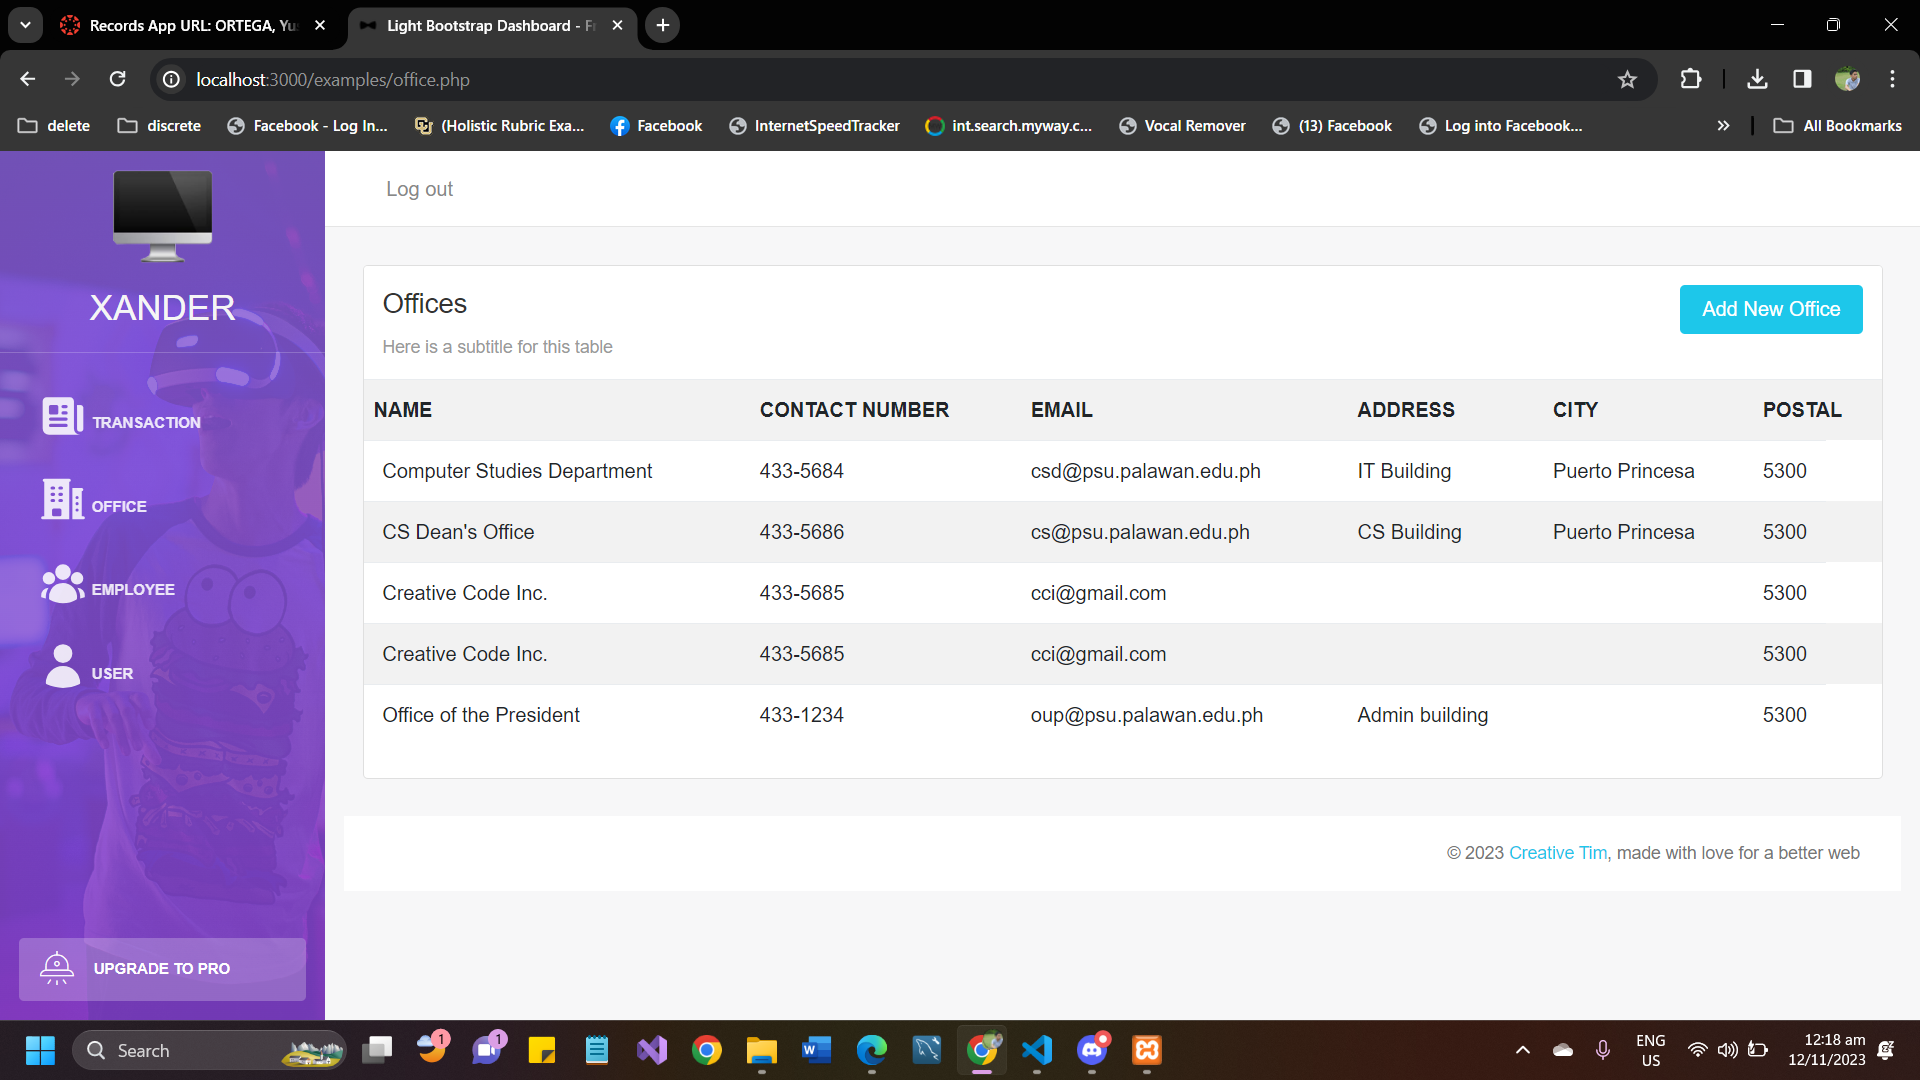 Records App URL: ORTEGA, Yu
Light Bootstrap Dashboard - F
localhost:3000/examples/office.php
delete
discrete
Facebook - Log In...
(Holistic Rubric Exa...
Facebook
InternetSpeedTracker
int.search.myway.c...
Vocal Remover
(13) Facebook
Log into Facebook...
All Bookmarks
XANDER
TRANSACTION
OFFICE
EMPLOYEE
USER
UPGRADE TO PRO
Log out
Offices
Add New Office
Here is a subtitle for this table
NAME CONTACT NUMBER EMAIL ADDRESS CITY POSTAL
Computer Studies Department 433-5684 csd@psu.palawan.edu.ph IT Building Puerto Princesa 5300
CS Dean's Office 433-5686 cs@psu.palawan.edu.ph CS Building Puerto Princesa 5300
Creative Code Inc. 433-5685 cci@gmail.com 5300
Creative Code Inc. 433-5685 cci@gmail.com 5300
Office of the President 433-1234 oup@psu.palawan.edu.ph Admin building 5300
© 2023 Creative Tim, made with love for a better web
Search
1
1
ENG
US
12:18 am
12/11/2023